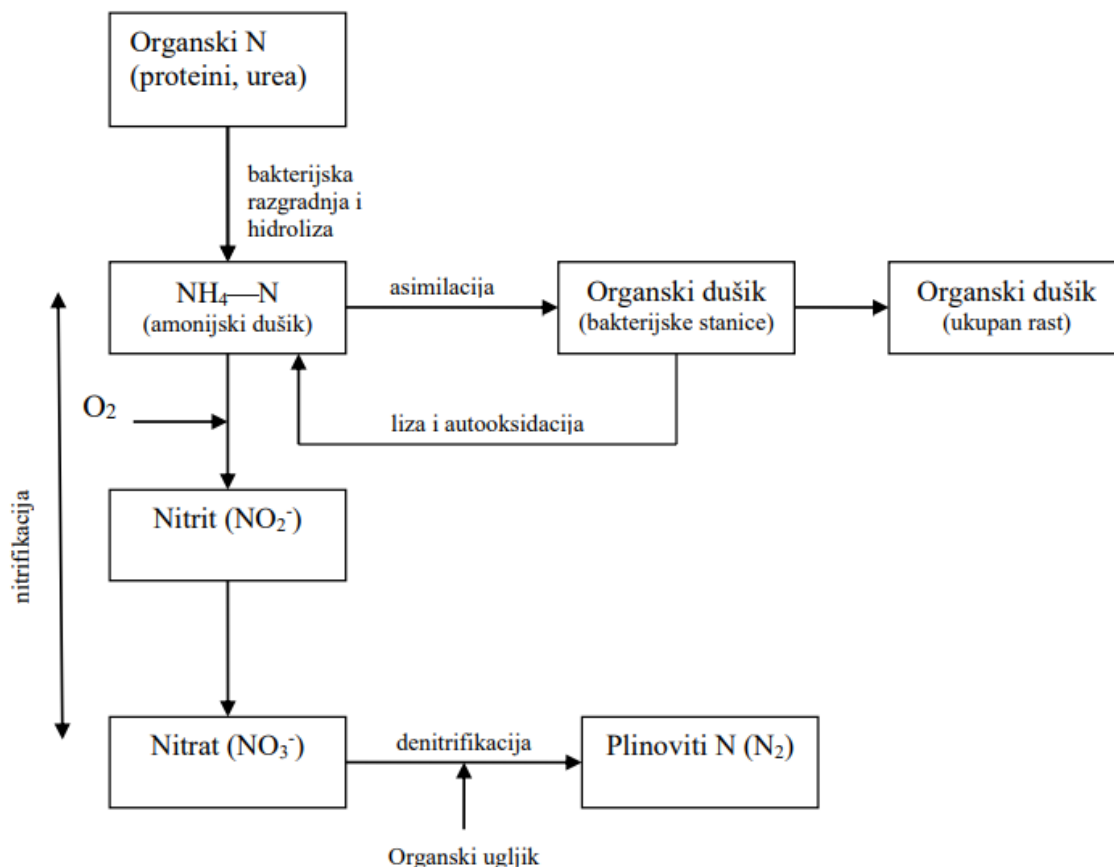 Organski N
(proteini, urea)
bakterijska
razgradnja i
hidroliza
NH₄—N
(amonijski dušik)
asimilacija
Organski dušik
(bakterijske stanice)
Organski dušik
(ukupan rast)
O₂
liza i autooksidacija
nitrifikacija
Nitrit (NO₂⁻)
Nitrat (NO₃⁻)
denitrifikacija
Plinoviti N (N₂)
Organski ugljik